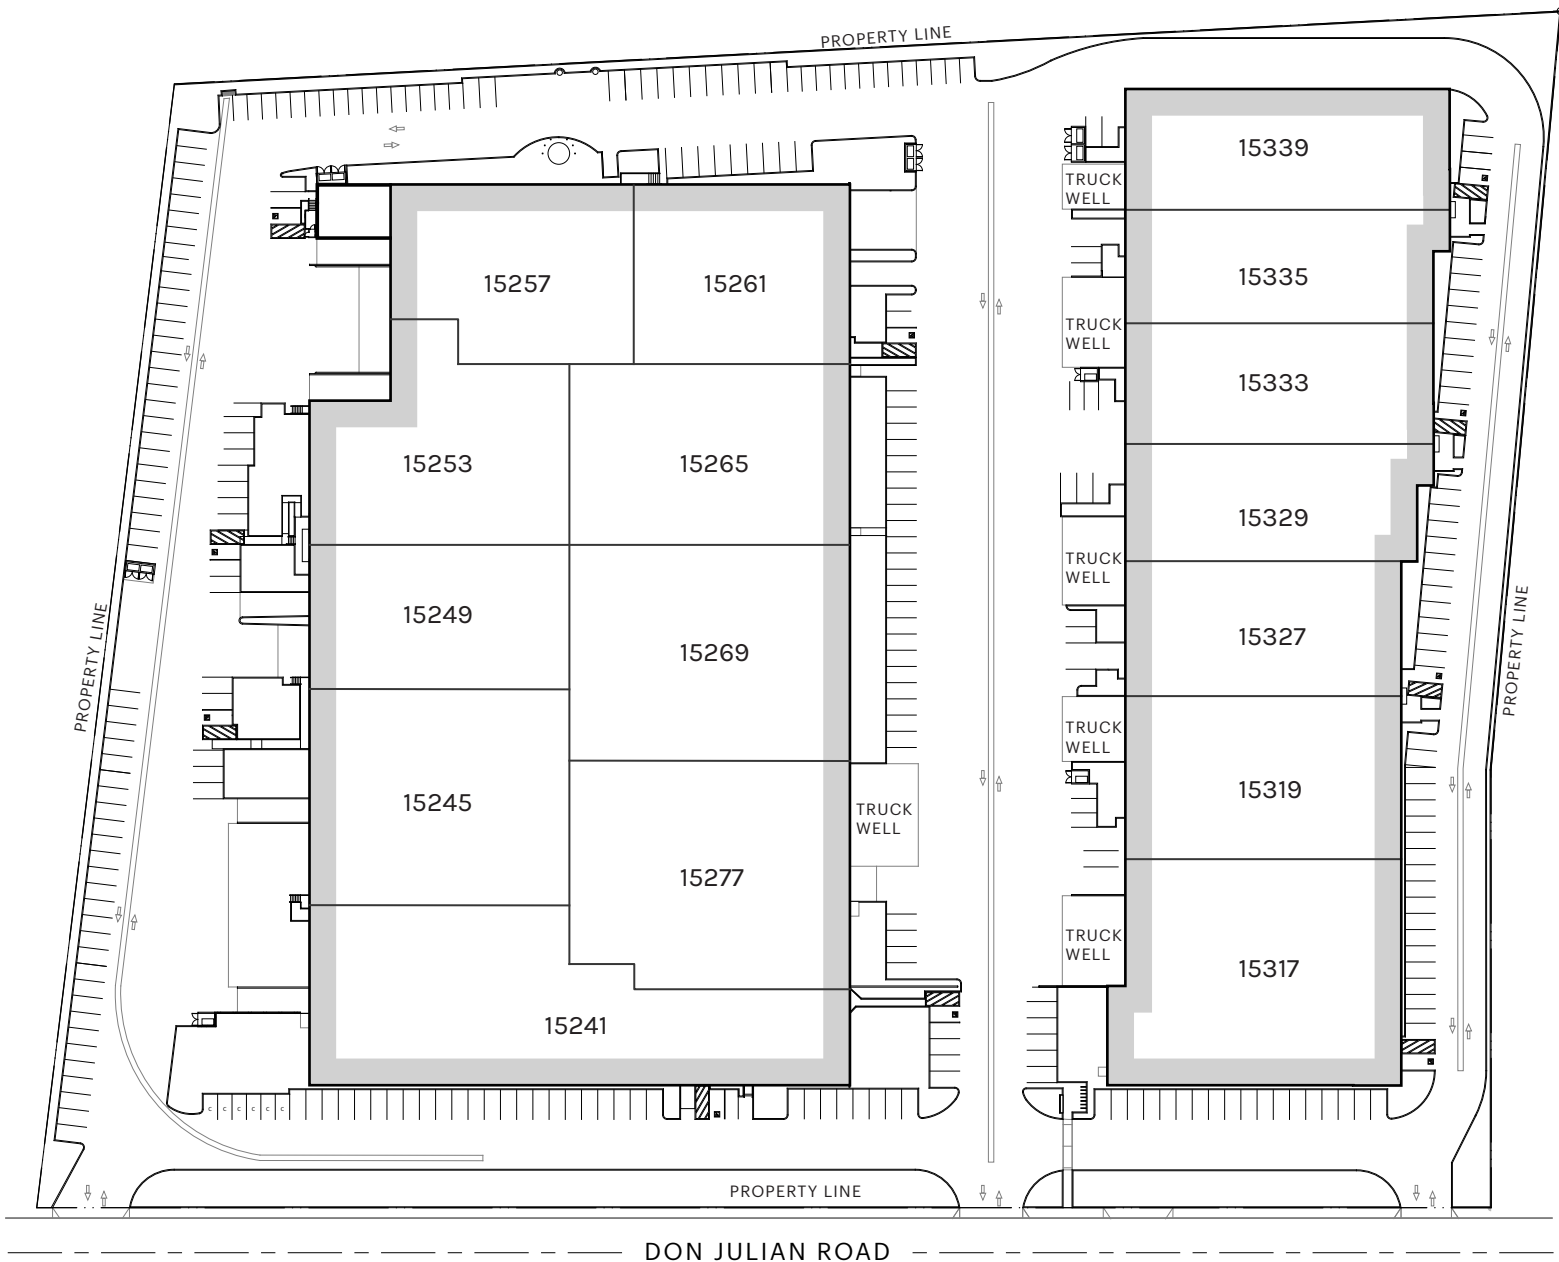 PROPERTY LINE
15339
TRUCK
WELL
15257
15261
15335
TRUCK
WELL
15333
15253
15265
15329
TRUCK
WELL
15249
15269
15327
PROPERTY LINE
PROPERTY LINE
TRUCK
WELL
15245
15319
TRUCK
WELL
15277
TRUCK
WELL
15317
15241
C C C C C C
PROPERTY LINE
DON JULIAN ROAD